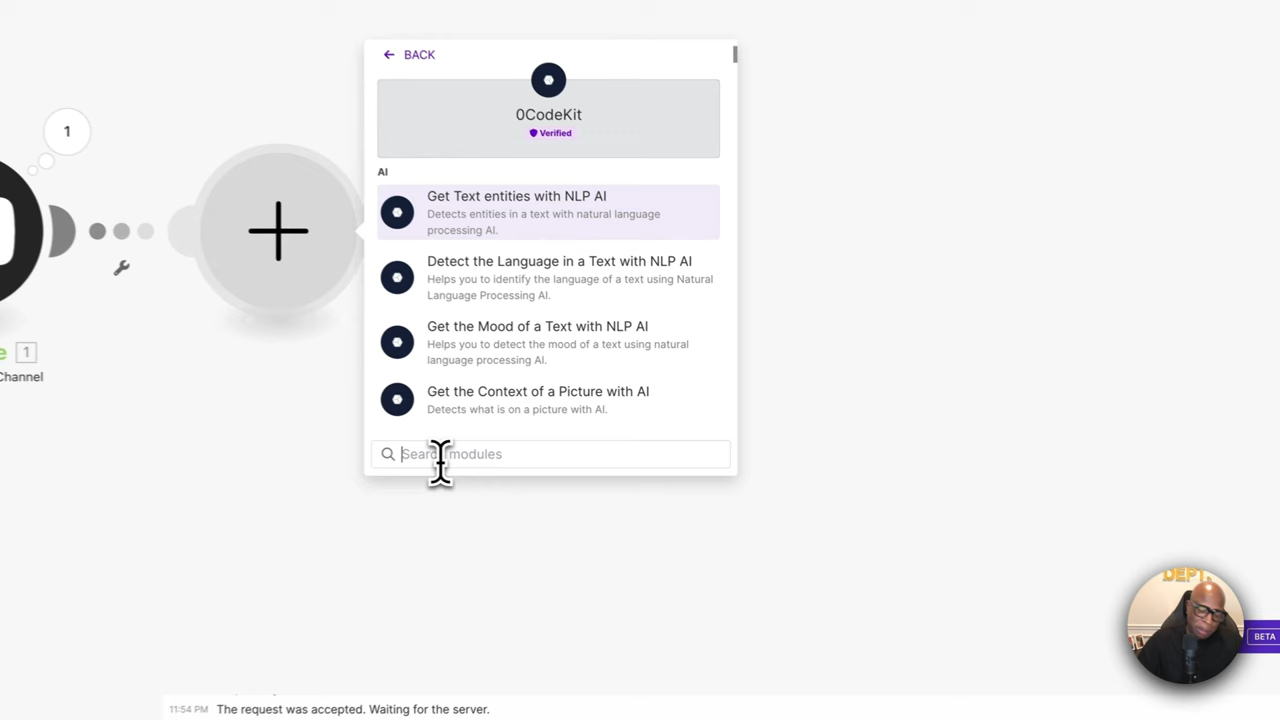 BACK
0CodeKit
Verified
AI
Get Text entities with NLP AI
Detects entities in a text with natural language
processing AI.
Detect the Language in a Text with NLP AI
Helps you to identify the language of a text using Natural
Language Processing AI.
Get the Mood of a Text with NLP AI
Helps you to detect the mood of a text using natural
language processing AI.
Get the Context of a Picture with AI
Detects what is on a picture with AI.
Search modules
1
e 1
Channel
DEPT.
BETA
11:54 PM The request was accepted. Waiting for the server.